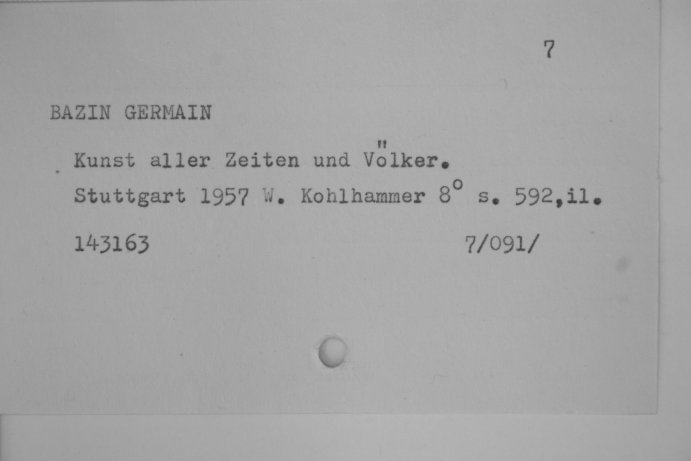 7
BAZIN GERMAIN
Kunst aller Zeiten und Völker.
Stuttgart 1957 W. Kohlhammer 8° s. 592,il.
143163 7/091/